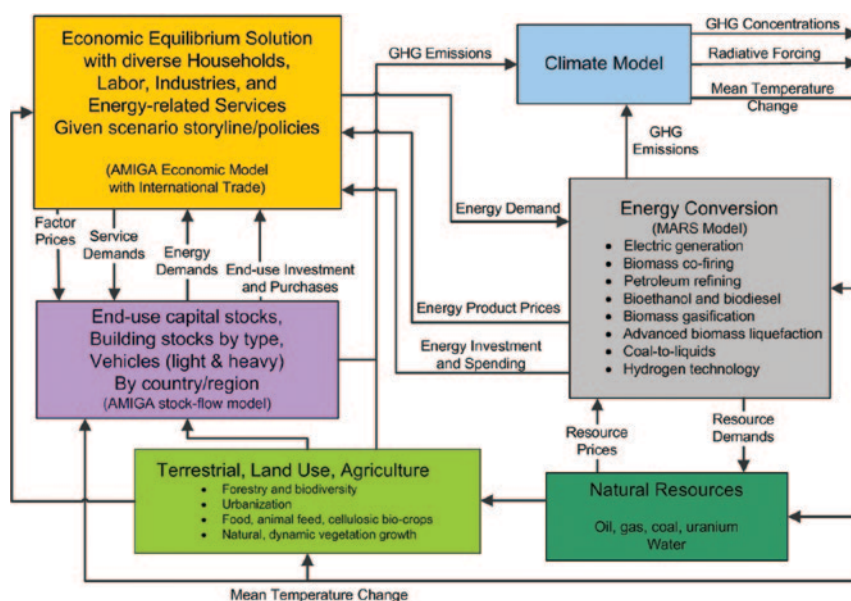 Economic Equilibrium Solution
with diverse Households,
Labor, Industries, and
Energy-related Services
Given scenario storyline/policies
(AMIGA Economic Model
with International Trade)
GHG Emissions
Climate Model
GHG Concentrations
Radiative Forcing
Mean Temperature
Change
GHG
Emissions
Factor
Prices
Service
Demands
Energy
Demands
End-use Investment
and Purchases
Energy Demand
Energy Product Prices
Energy Investment
and Spending
Energy Conversion
(MARS Model)
• Electric generation
• Biomass co-firing
• Petroleum refining
• Bioethanol and biodiesel
• Biomass gasification
• Advanced biomass liquefaction
• Coal-to-liquids
• Hydrogen technology
End-use capital stocks,
Building stocks by type,
Vehicles (light & heavy)
By country/region
(AMIGA stock-flow model)
Resource
Prices
Resource
Demands
Terrestrial, Land Use, Agriculture
• Forestry and biodiversity
• Urbanization
• Food, animal feed, cellulosic bio-crops
• Natural, dynamic vegetation growth
Natural Resources
Oil, gas, coal, uranium
Water
Mean Temperature Change